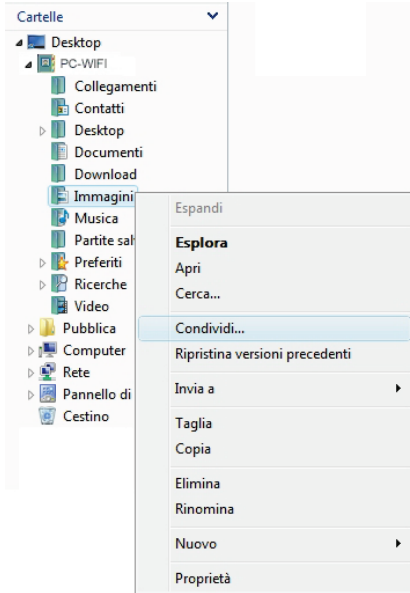 Cartelle
Desktop
PC-WIFI
Collegamenti
Contatti
Desktop
Documenti
Download
Immagini
Musica
Partite sal
Preferiti
Ricerche
Video
Pubblica
Computer
Rete
Pannello di
Cestino
Espandi
Esplora
Apri
Cerca...
Condividi...
Ripristina versioni precedenti
Invia a
Taglia
Copia
Elimina
Rinomina
Nuovo
Proprietà